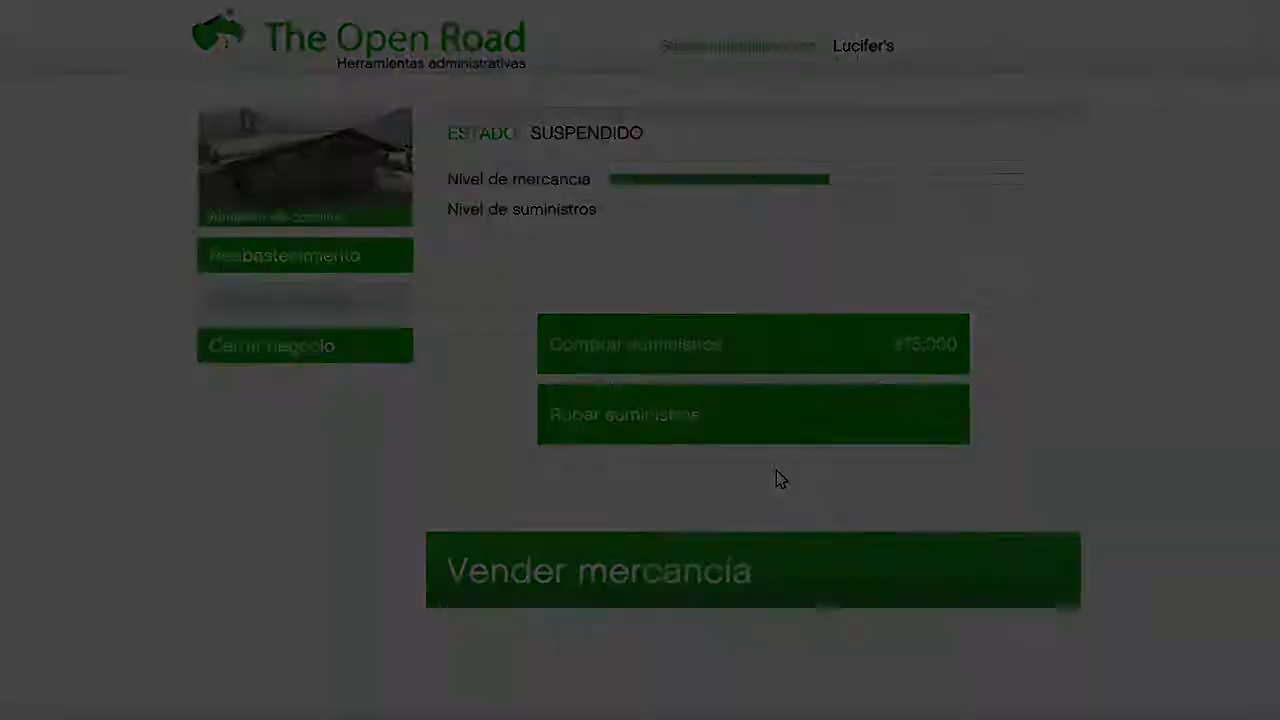 The Open Road
Herramientas administrativas
Lucifer's
ESTADO SUSPENDIDO
Nivel de mercancía
Nivel de suministros
Reabastecimiento
Cerrar negocio
Comprar suministros
Robar suministros
Vender mercancía